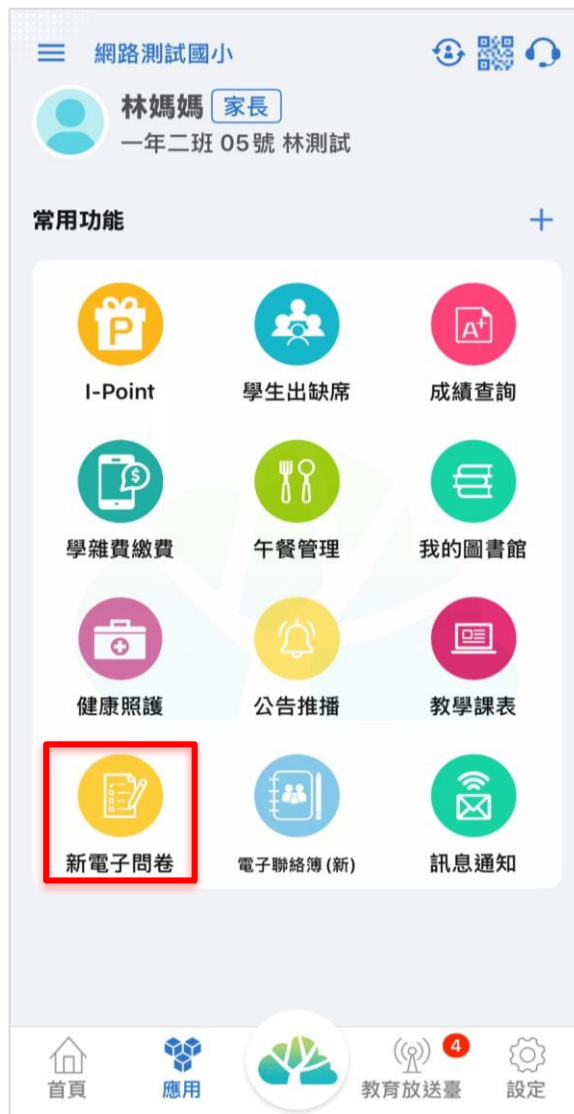 網路測試國小
林媽媽 家長
一年二班 05號 林測試
常用功能
I-Point 學生出缺席 成績查詢
學雜費繳費 午餐管理 我的圖書館
健康照護 公告推播 教學課表
新電子問卷 電子聯絡簿(新) 訊息通知
4
首頁 應用 教育放送臺 設定